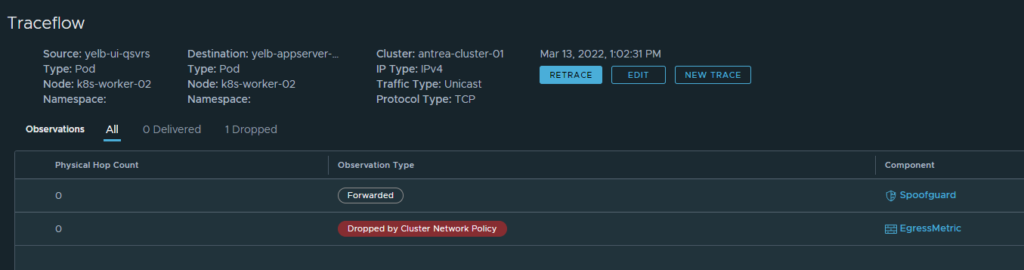 Traceflow
Source: yelb-ui-qsvrs
Type: Pod
Node: k8s-worker-02
Namespace:
Destination: yelb-appserver-...
Type: Pod
Node: k8s-worker-02
Namespace:
Cluster: antrea-cluster-01
IP Type: IPv4
Traffic Type: Unicast
Protocol Type: TCP
Mar 13, 2022, 1:02:31 PM
RETRACE EDIT NEW TRACE
Observations All 0 Delivered 1 Dropped
Physical Hop Count Observation Type Component
0 Forwarded Spoofguard
0 Dropped by Cluster Network Policy EgressMetric